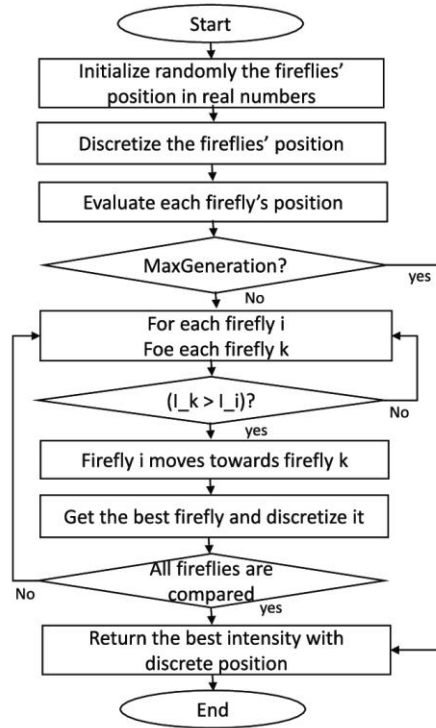 Start
Initialize randomly the fireflies'
position in real numbers
Discretize the fireflies' position
Evaluate each firefly's position
MaxGeneration?
yes
No
For each firefly i
Foe each firefly k
(I_k > I_i)?
No
yes
Firefly i moves towards firefly k
Get the best firefly and discretize it
All fireflies are
compared
No
yes
Return the best intensity with
discrete position
End